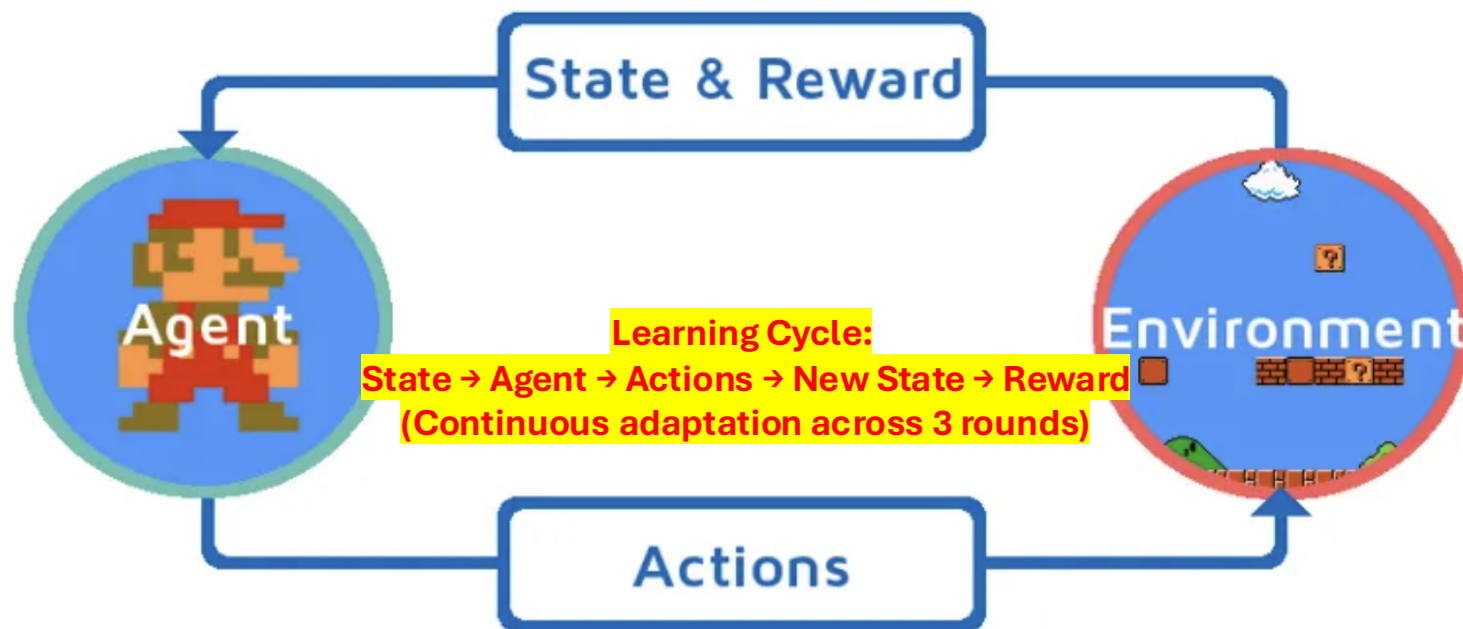 State & Reward
Agent
Environment
Learning Cycle:
State → Agent → Actions → New State → Reward
(Continuous adaptation across 3 rounds)
?
?
Actions